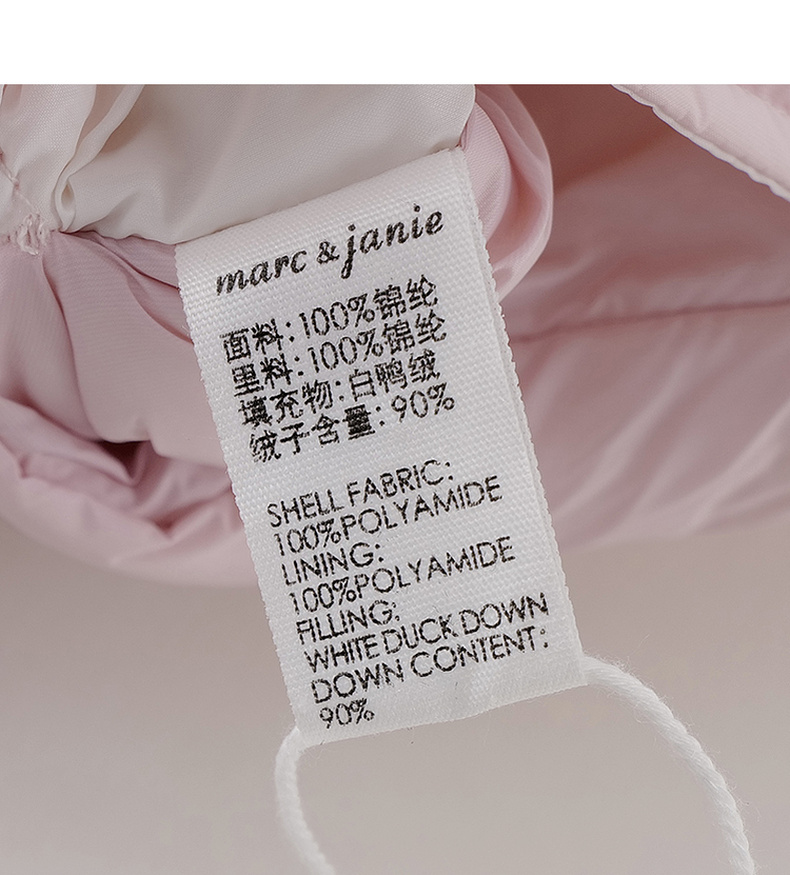 marc & janie
面料:100%锦纶
里料:100%锦纶
填充物:白鸭绒
绒子含量:90%
SHELL FABRIC:
100%POLYAMIDE
LINING:
100%POLYAMIDE
FILLING:
WHITE DUCK DOWN
DOWN CONTENT:
90%